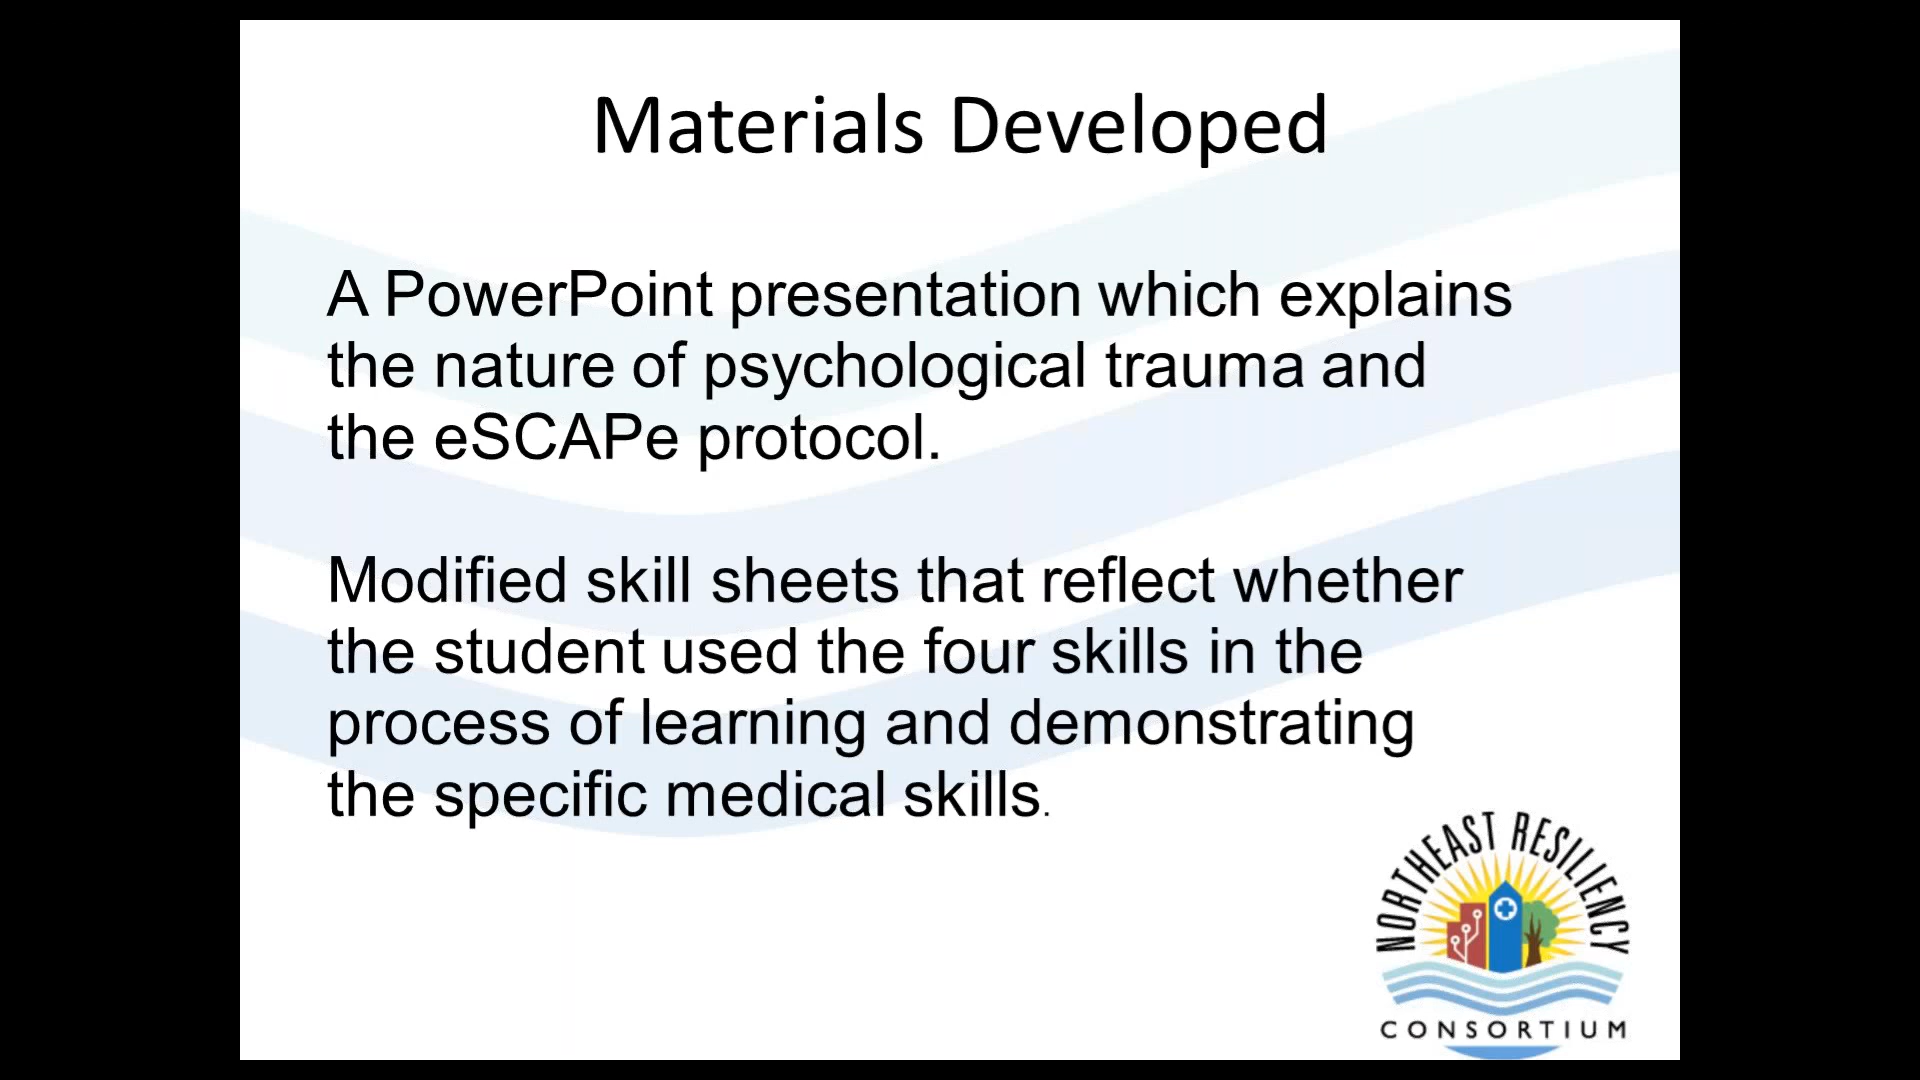 Materials Developed
A PowerPoint presentation which explains
the nature of psychological trauma and
the eSCAPe protocol.
Modified skill sheets that reflect whether
the student used the four skills in the
process of learning and demonstrating
the specific medical skills.
NORTHEAST RESILIENCY
CONSORTIUM